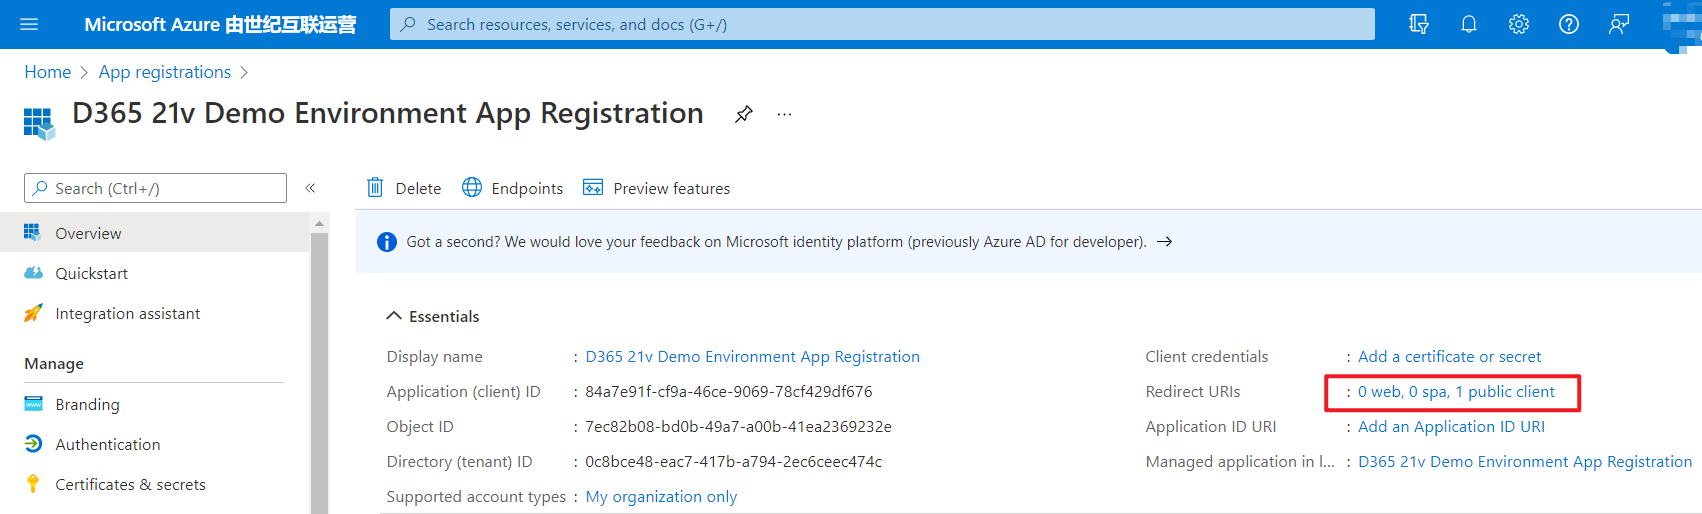 Microsoft Azure 由世纪互联运营
Search resources, services, and docs (G+/)
Home > App registrations >
D365 21v Demo Environment App Registration ...
Search (Ctrl+/) «
Delete Endpoints Preview features
Overview
Got a second? We would love your feedback on Microsoft identity platform (previously Azure AD for developer). →
Quickstart
Integration assistant
Manage
Branding
Authentication
Certificates & secrets
Essentials
Display name : D365 21v Demo Environment App Registration
Application (client) ID : 84a7e91f-cf9a-46ce-9069-78cf429df676
Object ID : 7ec82b08-bd0b-49a7-a00b-41ea2369232e
Directory (tenant) ID : 0c8bce48-eac7-417b-a794-2ec6ceec474c
Supported account types : My organization only
Client credentials : Add a certificate or secret
Redirect URIs : 0 web, 0 spa, 1 public client
Application ID URI : Add an Application ID URI
Managed application in l... : D365 21v Demo Environment App Registration